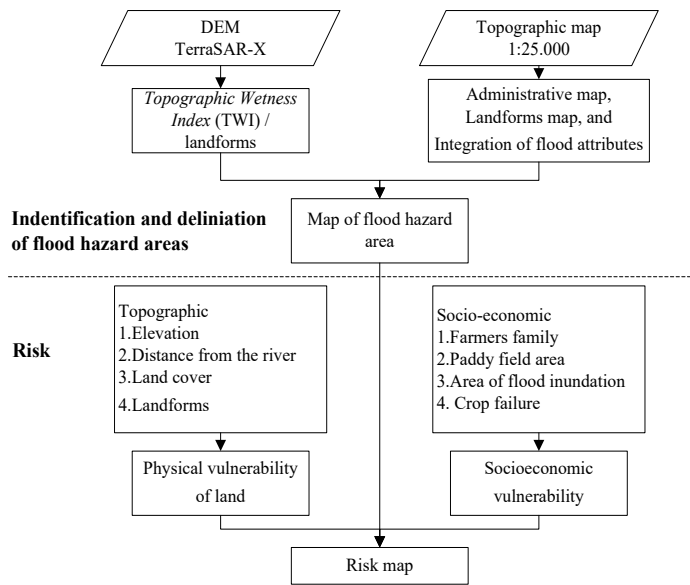 DEM
TerraSAR-X
Topographic map
1:25.000
Topographic Wetness
Index (TWI) /
landforms
Administrative map,
Landforms map, and
Integration of flood attributes
Indentification and deliniation
of flood hazard areas
Map of flood hazard
area
Risk
Topographic
1.Elevation
2.Distance from the river
3.Land cover
4.Landforms
Socio-economic
1.Farmers family
2.Paddy field area
3.Area of flood inundation
4. Crop failure
Physical vulnerability
of land
Socioeconomic
vulnerability
Risk map